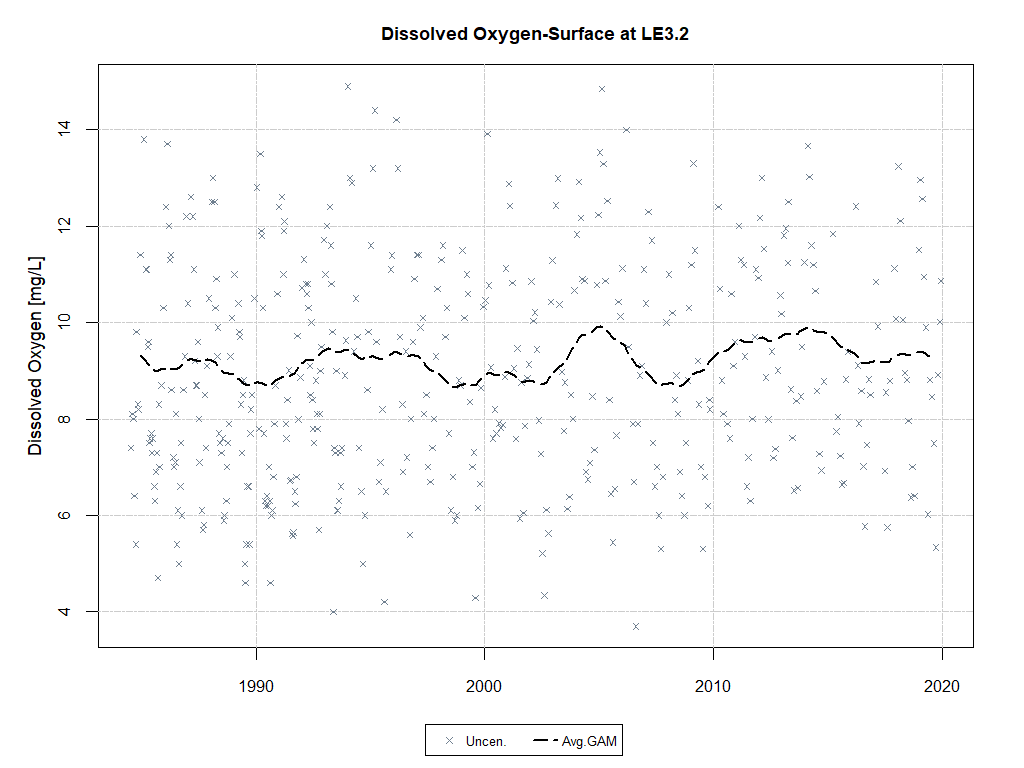 Dissolved Oxygen-Surface at LE3.2
Dissolved Oxygen [mg/L]
14
12
10
8
6
4
1990 2000 2010 2020
Uncen. Avg.GAM